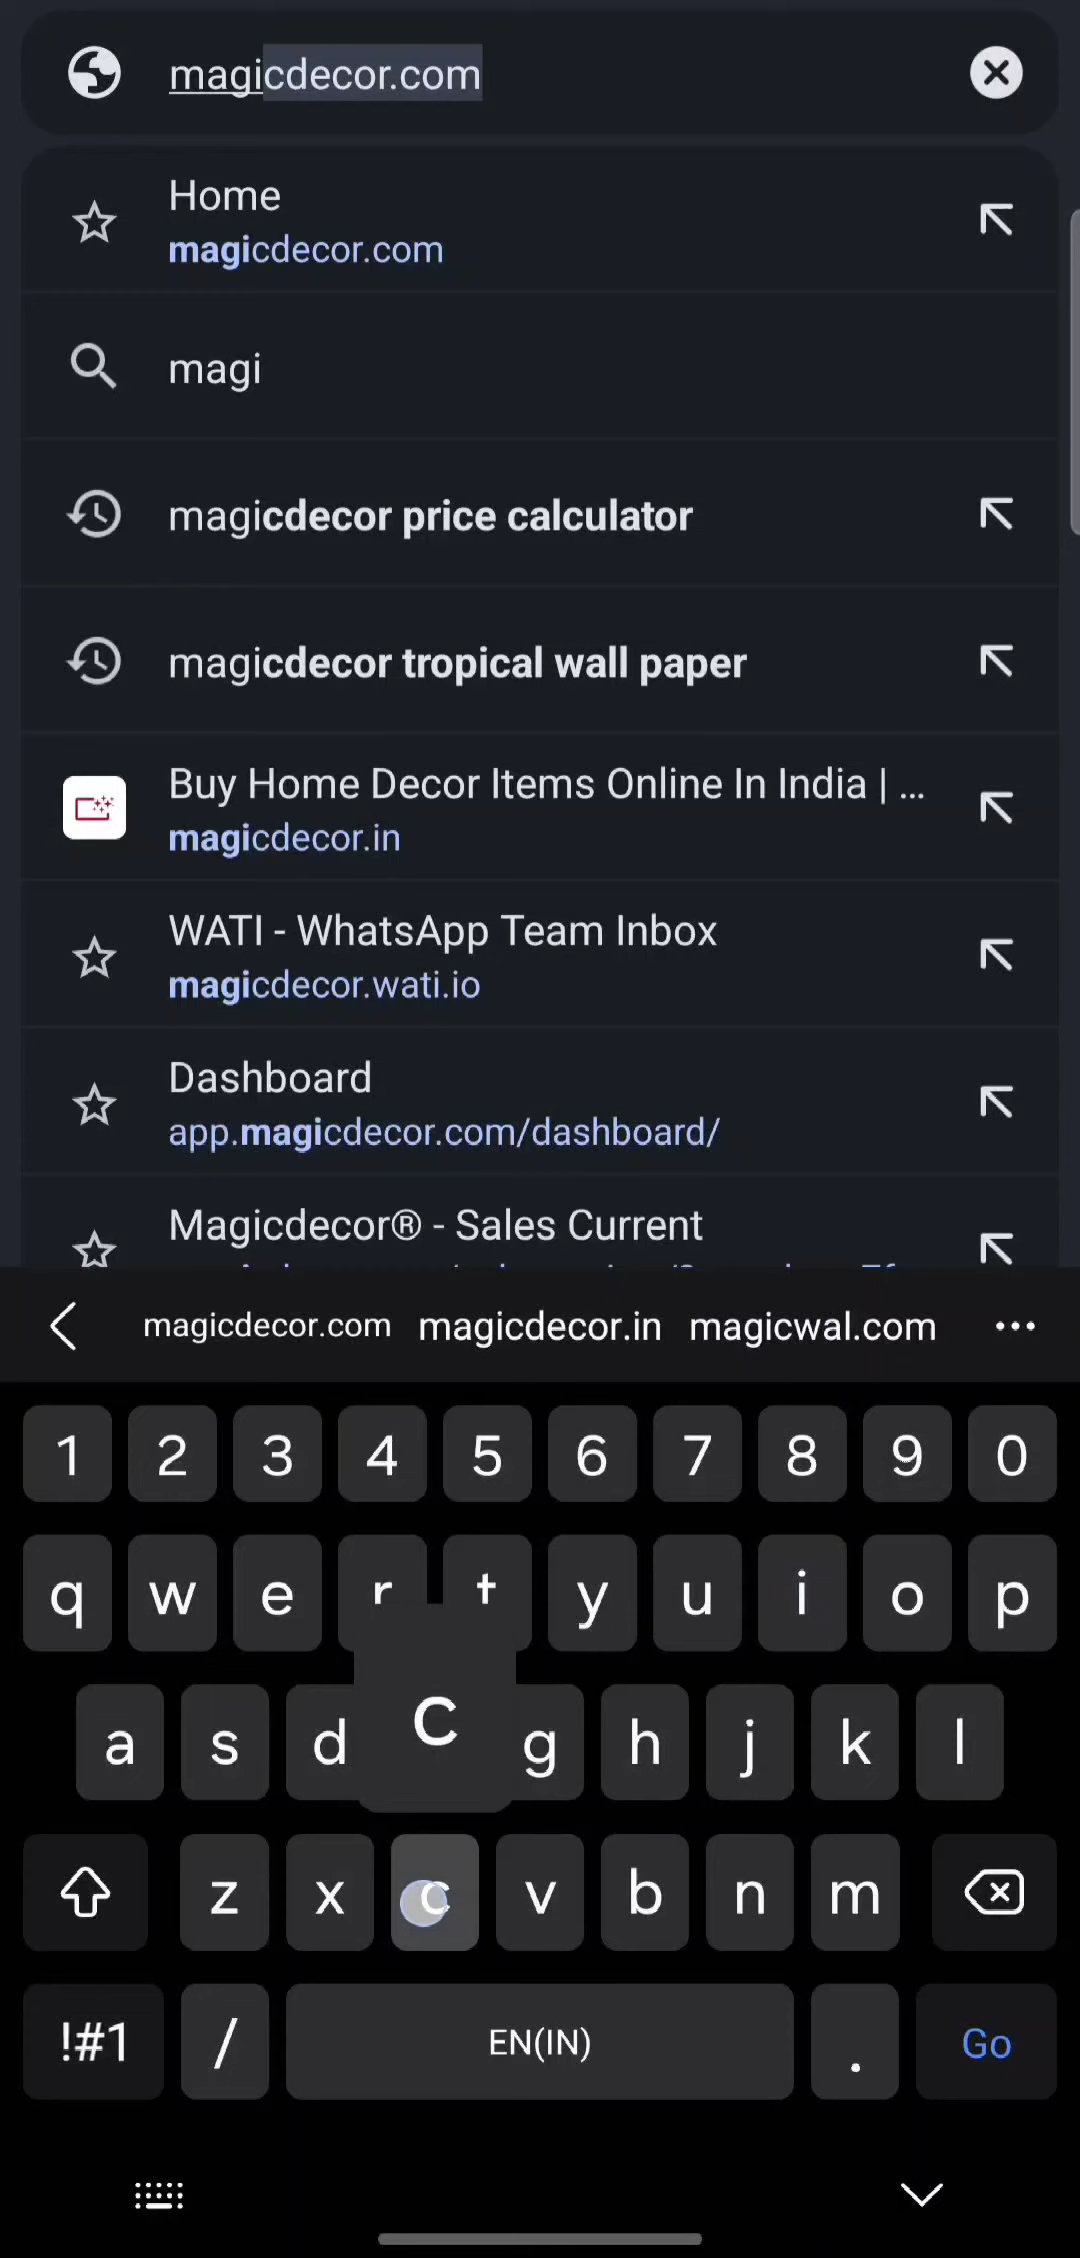 magicdecor.com
Home
magicdecor.com
magi
magicdecor price calculator
magicdecor tropical wall paper
Buy Home Decor Items Online In India | ...
magicdecor.in
WATI - WhatsApp Team Inbox
magicdecor.wati.io
Dashboard
app.magicdecor.com/dashboard/
Magicdecor® - Sales Current
magicdecor.com magicdecor.in magicwal.com
1 2 3 4 5 6 7 8 9 0
q w e r t y u i o p
a s d c g h j k l
z x c v b n m
!#1 / EN(IN) . Go